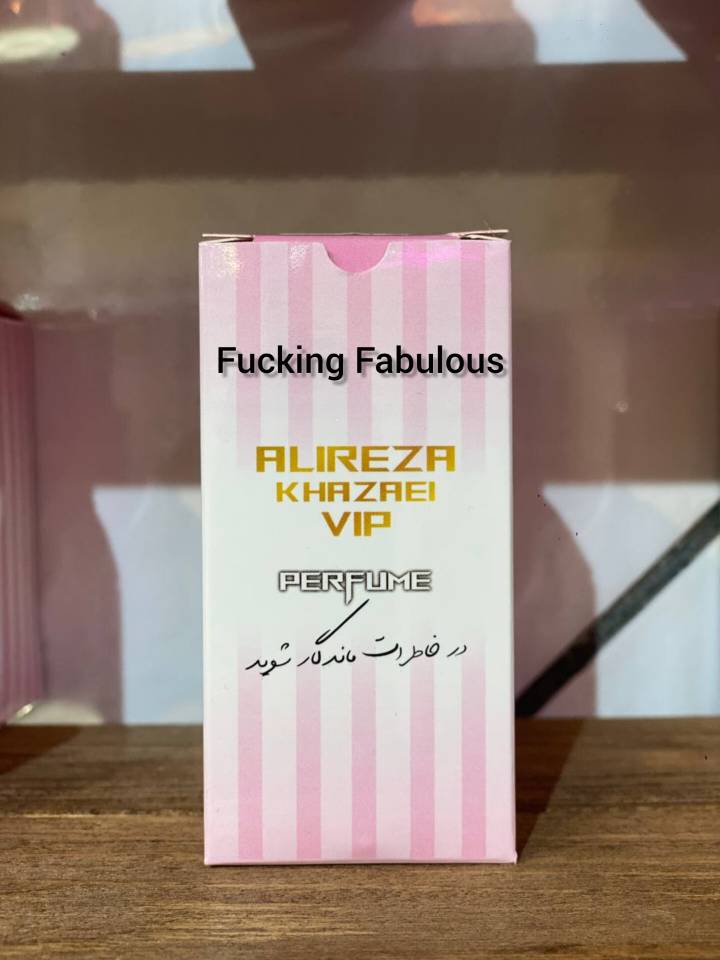 Fucking Fabulous
ALIREZA
KHAZAEI
VIP
PERFUME
در خاطرات ماندگار شوید